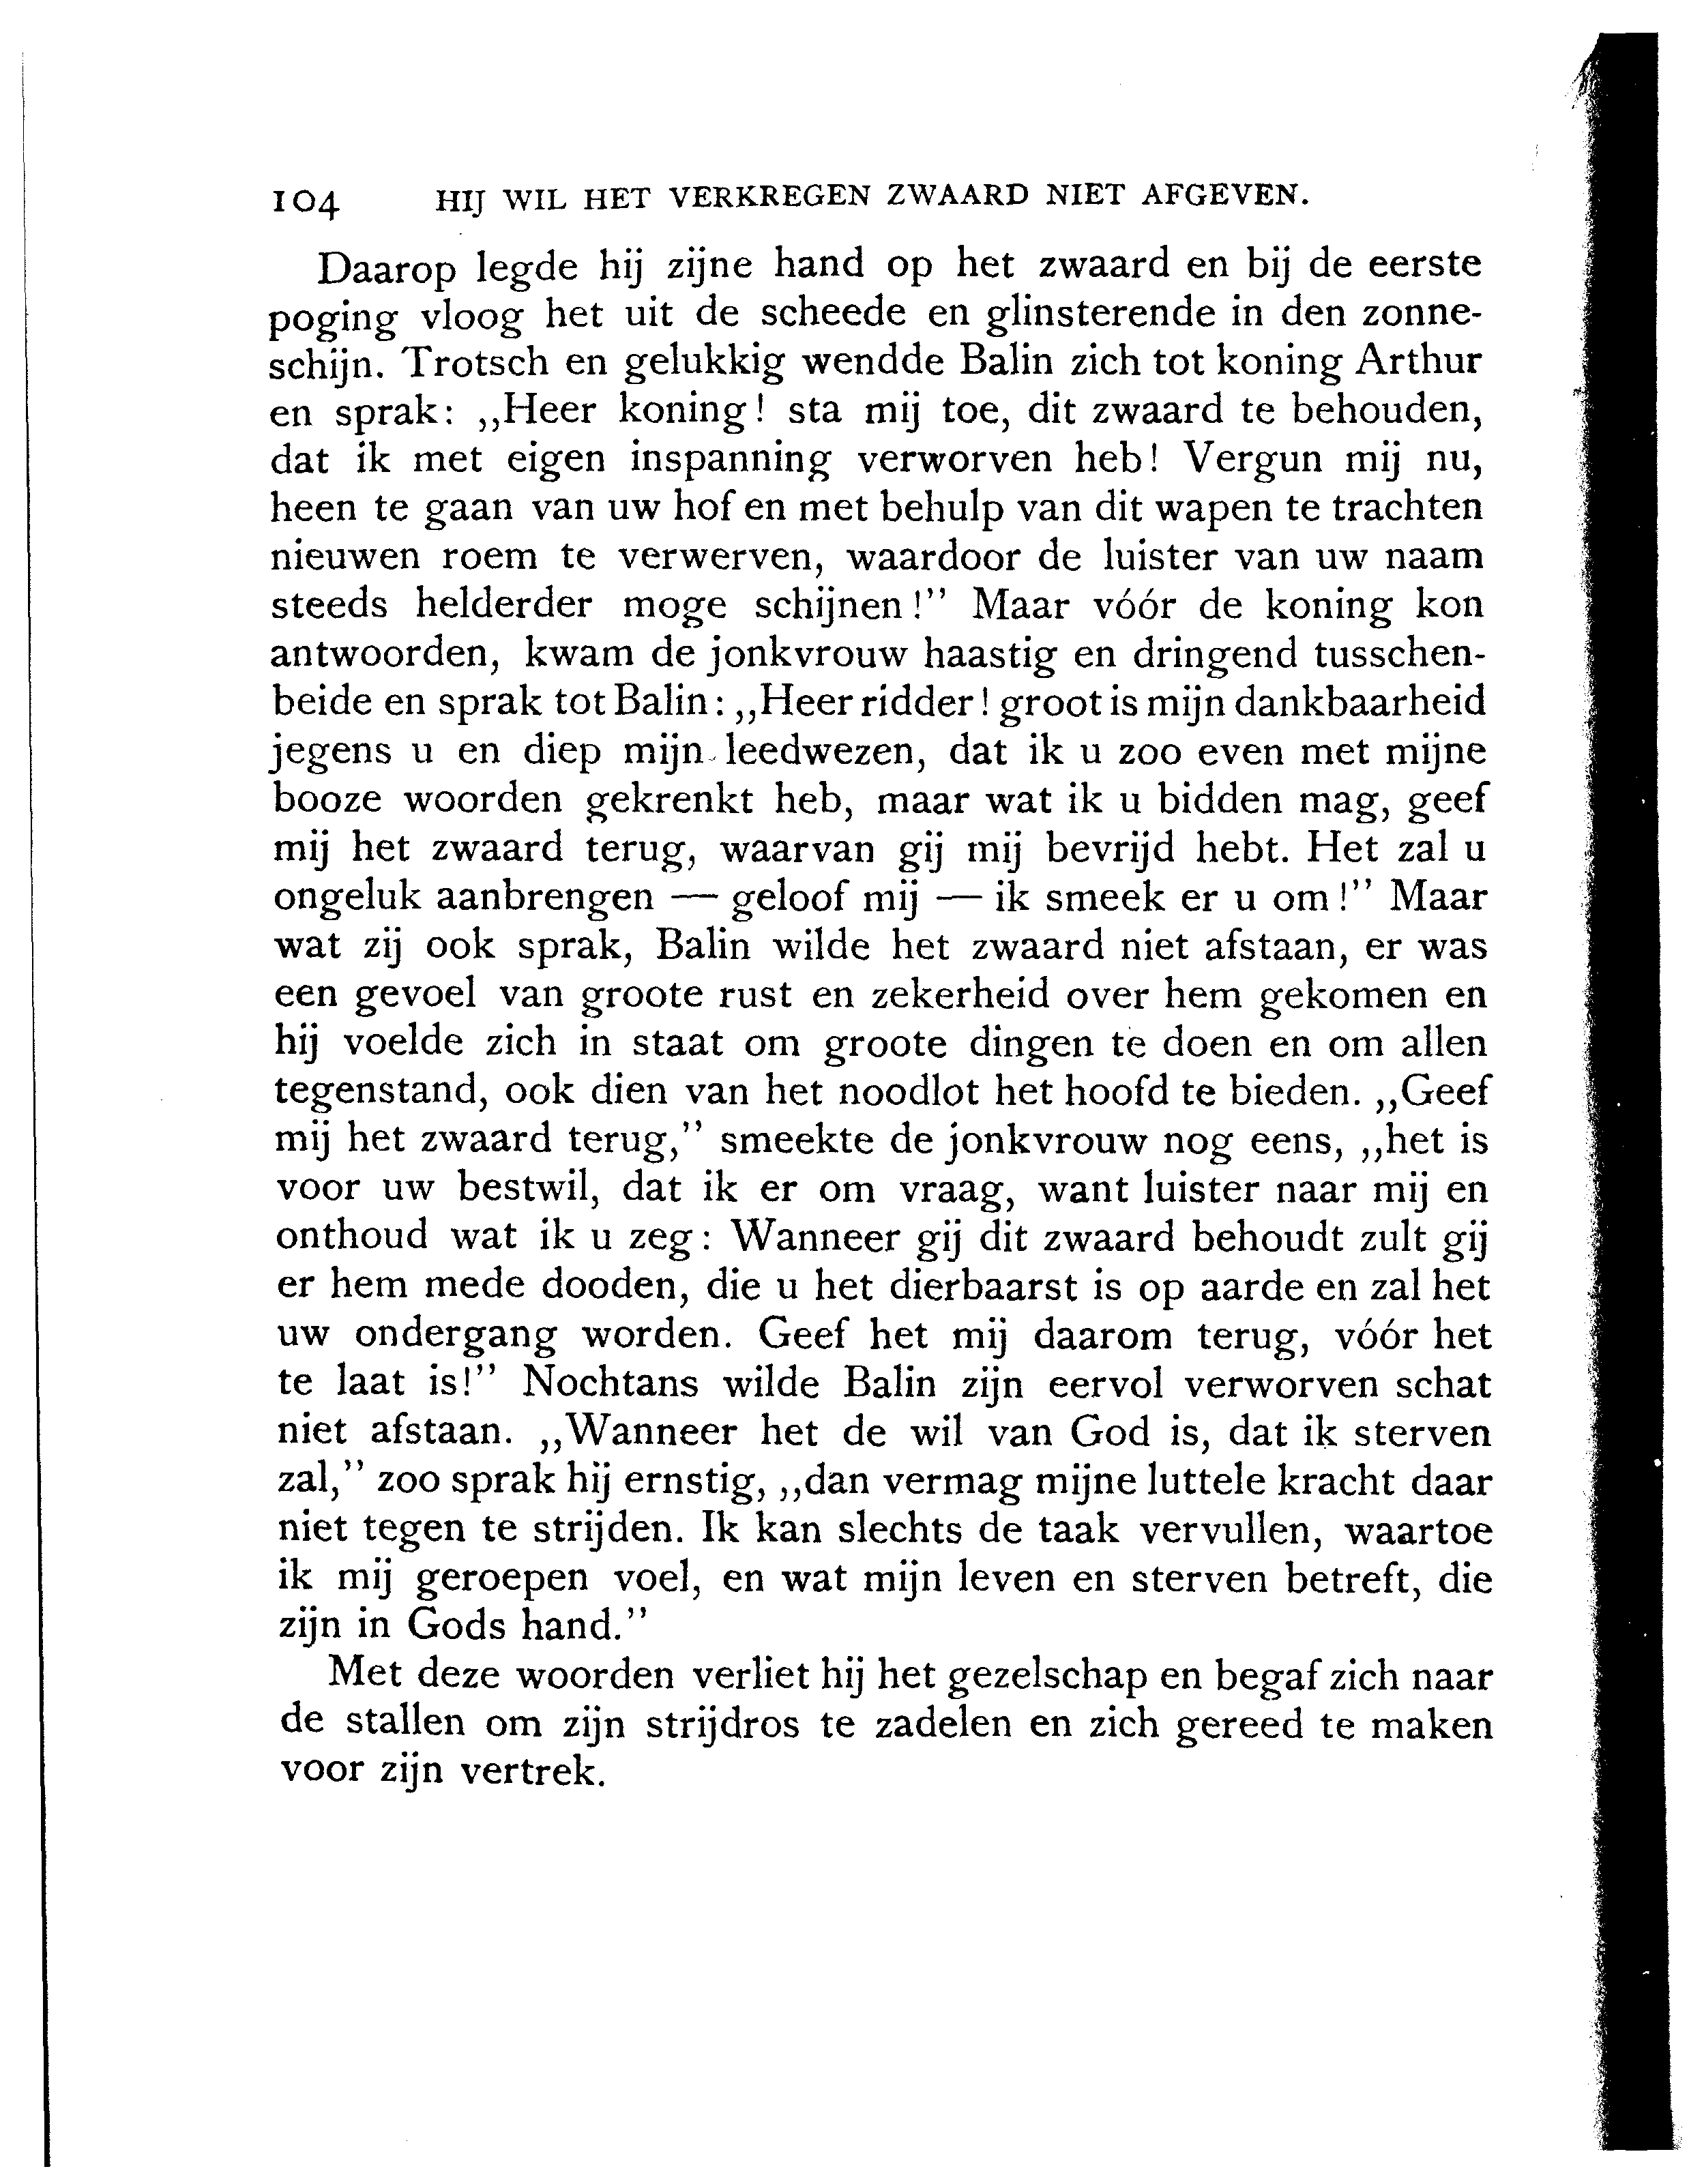 104 HIJ WIL HET VERKREGEN ZWAARD NIET AFGEVEN.
Daarop legde hij zijne hand op het zwaard en bij de eerste
poging vloog het uit de scheede en glinsterende in den zonne-
schijn. Trotsch en gelukkig wendde Balin zich tot koning Arthur
en sprak: „Heer koning! sta mij toe, dit zwaard te behouden,
dat ik met eigen inspanning verworven heb! Vergun mij nu,
heen te gaan van uw hof en met behulp van dit wapen te trachten
nieuwen roem te verwerven, waardoor de luister van uw naam
steeds helderder moge schijnen!” Maar vóór de koning kon
antwoorden, kwam de jonkvrouw haastig en dringend tusschen-
beide en sprak tot Balin: „Heer ridder! groot is mijn dankbaarheid
jegens u en diep mijn leedwezen, dat ik u zoo even met mijne
booze woorden gekrenkt heb, maar wat ik u bidden mag, geef
mij het zwaard terug, waarvan gij mij bevrijd hebt. Het zal u
ongeluk aanbrengen — geloof mij — ik smeek er u om!” Maar
wat zij ook sprak, Balin wilde het zwaard niet afstaan, er was
een gevoel van groote rust en zekerheid over hem gekomen en
hij voelde zich in staat om groote dingen te doen en om allen
tegenstand, ook dien van het noodlot het hoofd te bieden. „Geef
mij het zwaard terug,” smeekte de jonkvrouw nog eens, „het is
voor uw bestwil, dat ik er om vraag, want luister naar mij en
onthoud wat ik u zeg: Wanneer gij dit zwaard behoudt zult gij
er hem mede dooden, die u het dierbaarst is op aarde en zal het
uw ondergang worden. Geef het mij daarom terug, vóór het
te laat is!” Nochtans wilde Balin zijn eervol verworven schat
niet afstaan. „Wanneer het de wil van God is, dat ik sterven
zal,” zoo sprak hij ernstig, „dan vermag mijne luttele kracht daar
niet tegen te strijden. Ik kan slechts de taak vervullen, waartoe
ik mij geroepen voel, en wat mijn leven en sterven betreft, die
zijn in Gods hand.”
Met deze woorden verliet hij het gezelschap en begaf zich naar
de stallen om zijn strijdros te zadelen en zich gereed te maken
voor zijn vertrek.